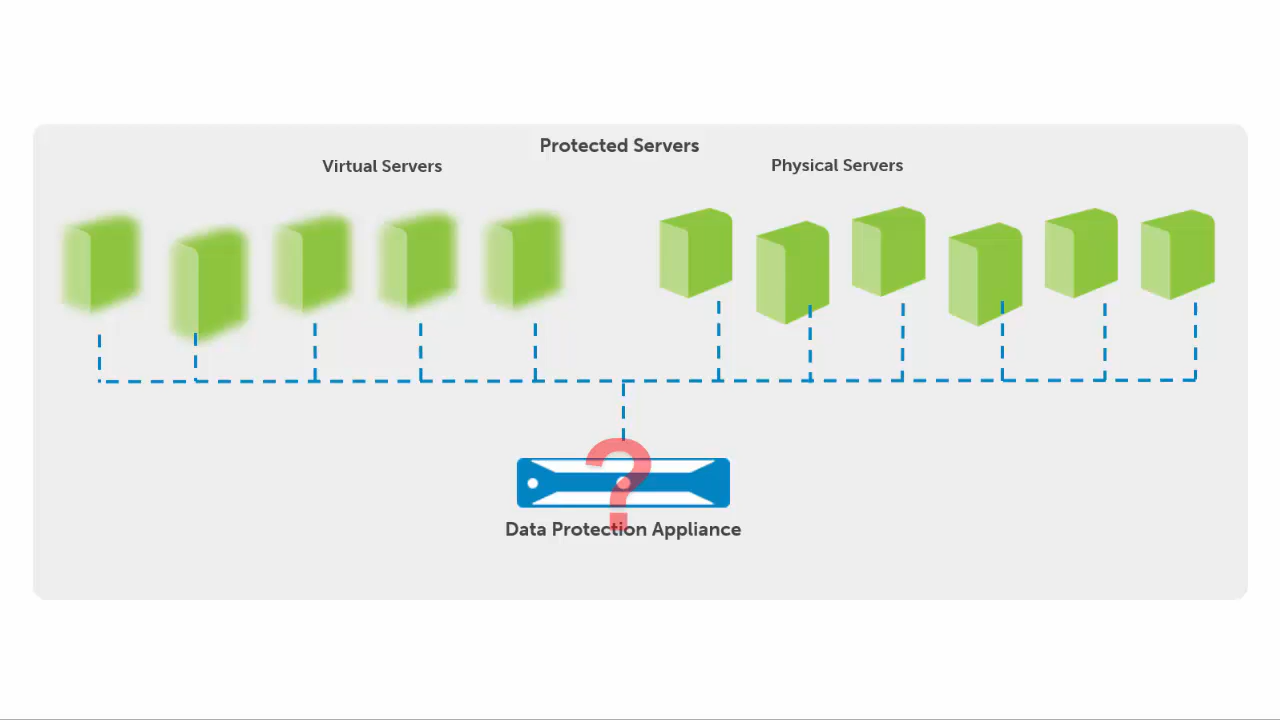 Protected Servers
Virtual Servers
Physical Servers
?
Data Protection Appliance